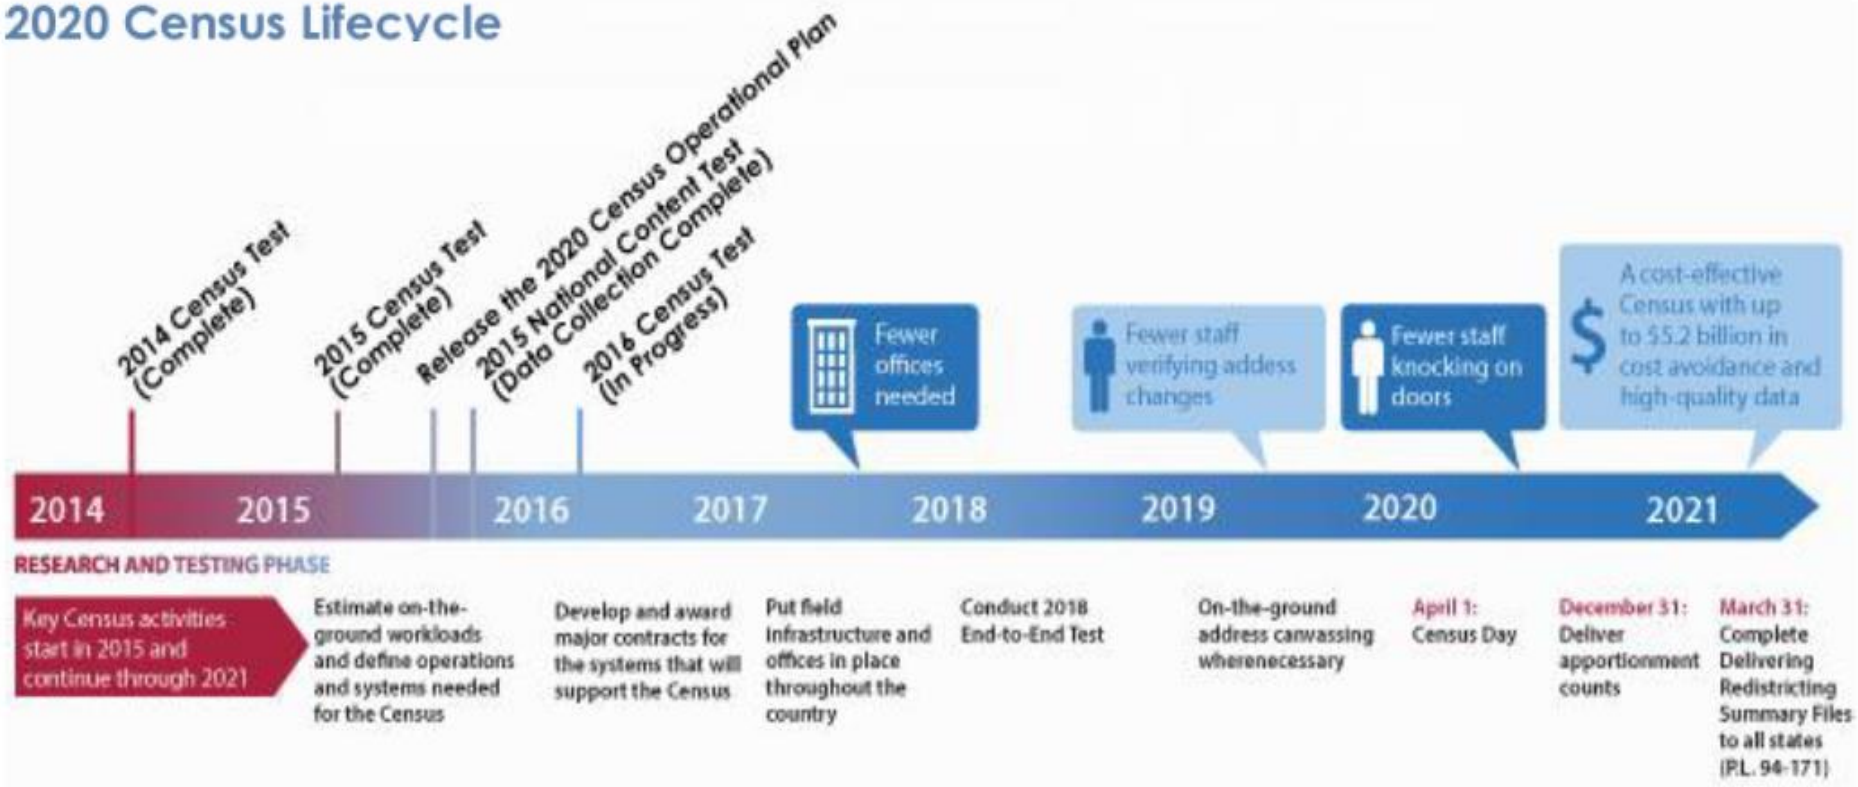 2020 Census Lifecycle
2014 Census Test
(Complete)
2015 Census Test
(Complete)
Release the 2020 Census Operational Plan
2015 National Content Test
(Data Collection Complete)
2016 Census Test
(In Progress)
Fewer
offices
needed
Fewer staff
verifying addess
changes
Fewer staff
knocking on
doors
$
A cost-effective
Census with up
to $5.2 billion in
cost avoidance and
high-quality data
2014 2015 2016 2017 2018 2019 2020 2021
RESEARCH AND TESTING PHASE
Key Census activities
start in 2015 and
continue through 2021
Estimate on-the-
ground workloads
and define operations
and systems needed
for the Census
Develop and award
major contracts for
the systems that will
support the Census
Put field
infrastructure and
offices in place
throughout the
country
Conduct 2018
End-to-End Test
On-the-ground
address canvassing
wherenecessary
April 1:
Census Day
December 31:
Deliver
apportionment
counts
March 31:
Complete
Delivering
Redistricting
Summary Files
to all states
(P.L. 94-171)